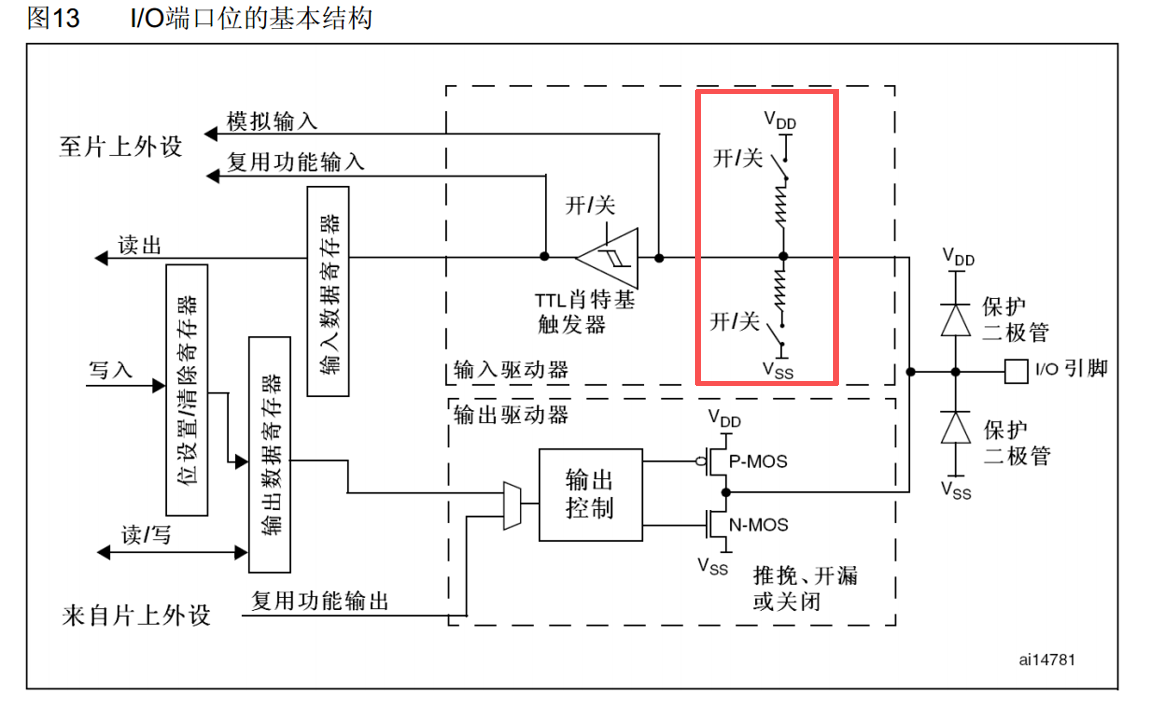 图13 I/O端口位的基本结构
模拟输入
至片上外设
复用功能输入
读出
输入数据寄存器
开/关
TTL肖特基
触发器
VDD
开/关
开/关
VSS
输入驱动器
写入
位设置/清除寄存器
输出数据寄存器
读/写
来自片上外设
复用功能输出
输出驱动器
输出
控制
VDD
P-MOS
N-MOS
VSS
推挽、开漏
或关闭
VDD
保护
二极管
I/O 引脚
保护
二极管
VSS
ai14781